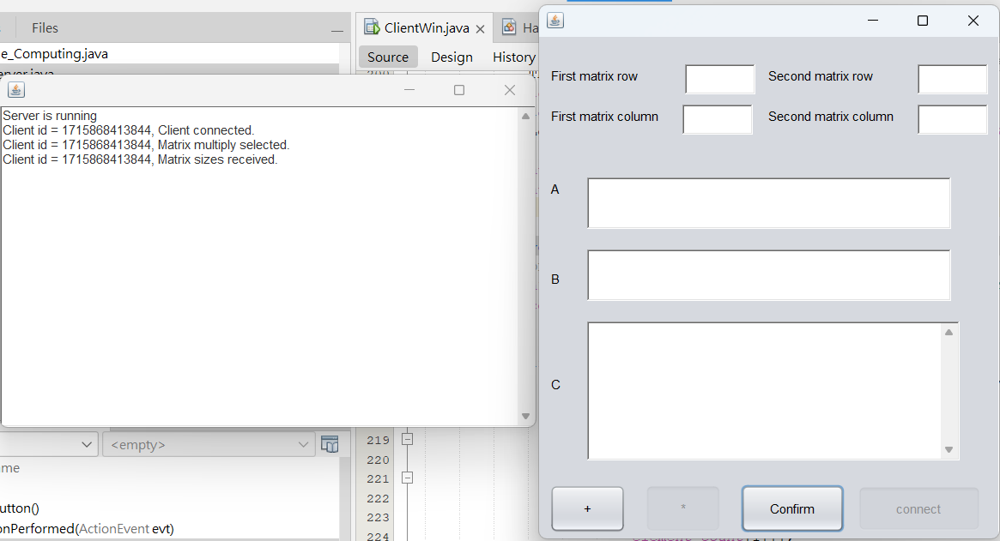 Files
ClientWin.java
Ha
e_Computing.java
Source Design History
Server is running
Client id = 1715868413844, Client connected.
Client id = 1715868413844, Matrix multiply selected.
Client id = 1715868413844, Matrix sizes received.
<empty>
me
utton()
onPerformed(ActionEvent evt)
219
220
221
222
223
224
First matrix row
Second matrix row
First matrix column
Second matrix column
A
B
C
+
*
Confirm
connect